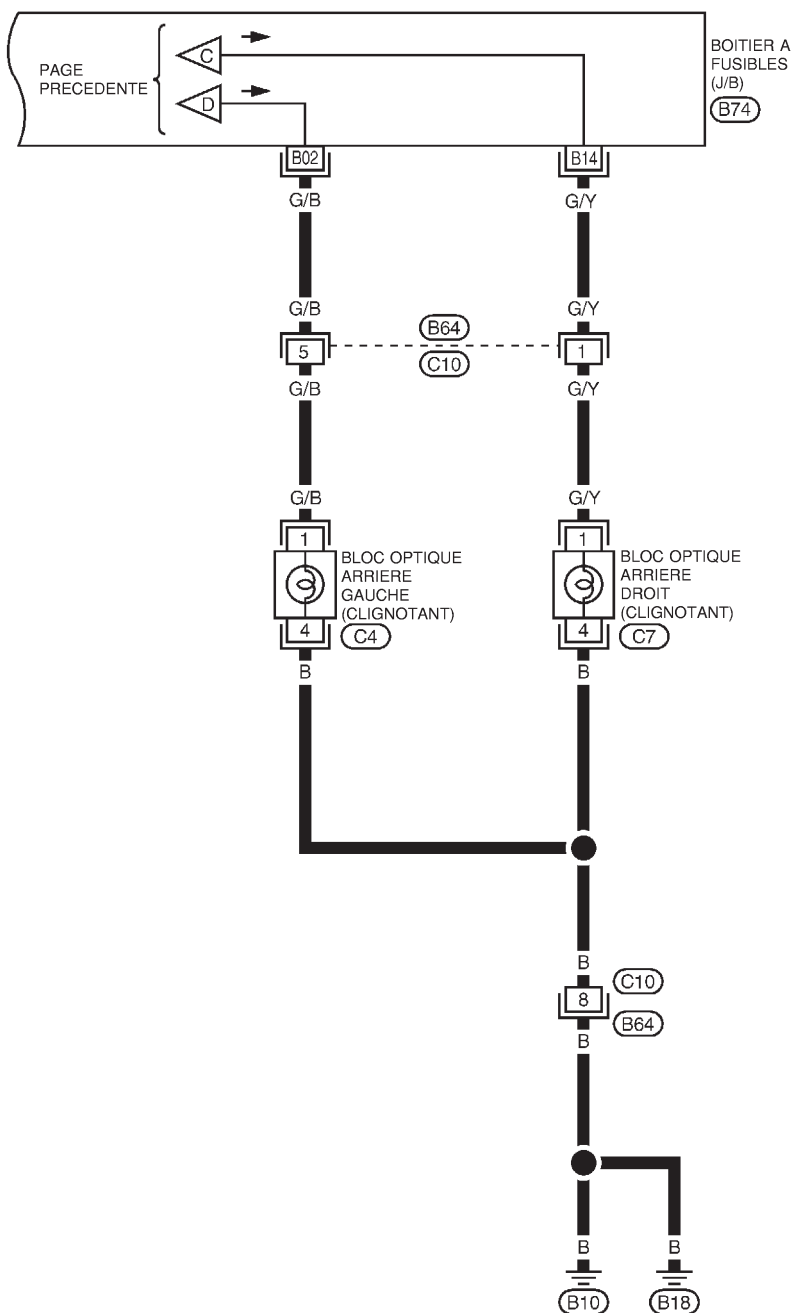 BOITIER A
FUSIBLES
(J/B)
B74
PAGE
PRECEDENTE
C
D
B02
B14
G/B
G/Y
G/B
G/Y
5
B64
C10
1
G/B
G/Y
G/B
G/Y
1
BLOC OPTIQUE
ARRIERE
GAUCHE
(CLIGNOTANT)
4
C4
1
BLOC OPTIQUE
ARRIERE
DROIT
(CLIGNOTANT)
4
C7
B
B
B
C10
8
B64
B
B
B
B10
B18